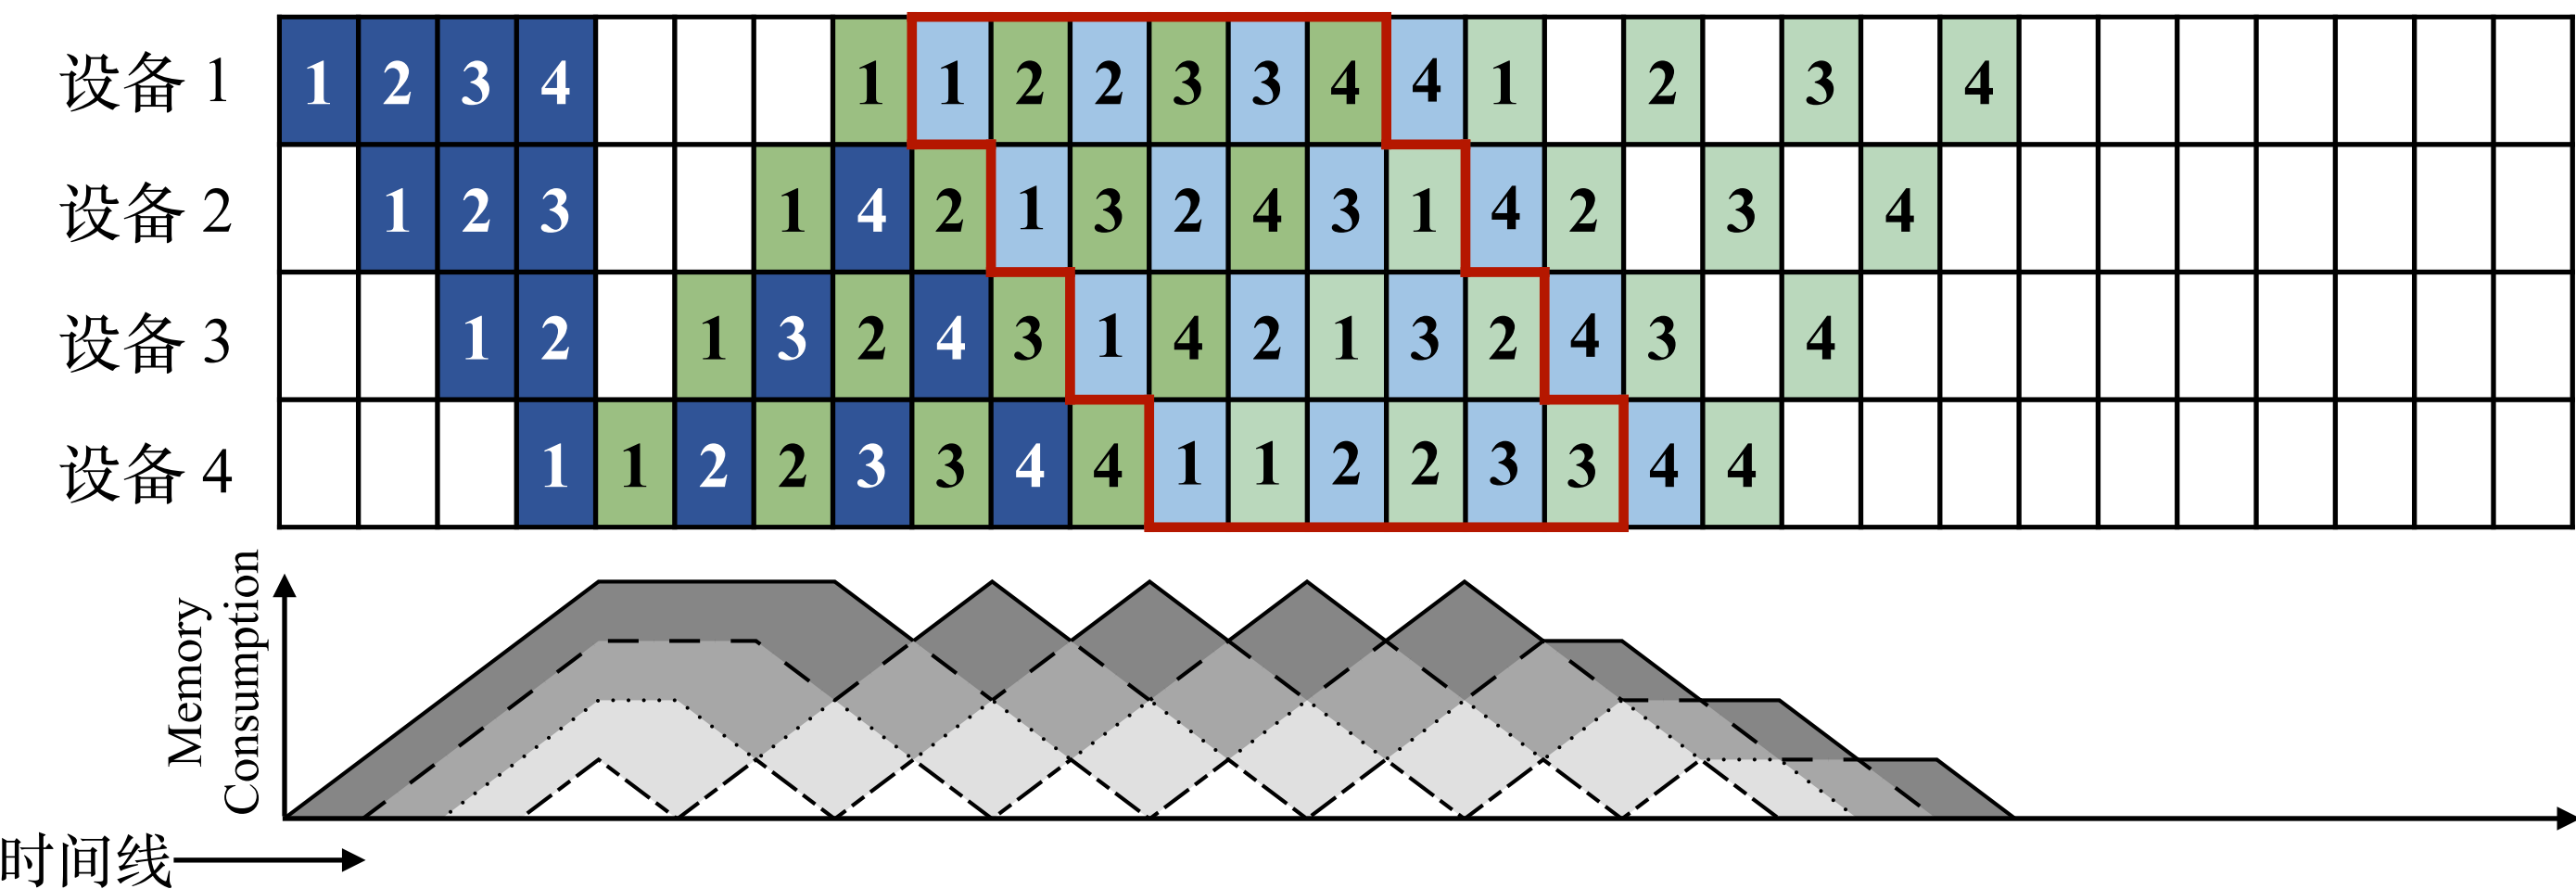 设备 1 1 2 3 4 1 1 2 2 3 3 4 4 1 2 3 4
设备 2 1 2 3 1 4 2 1 3 2 4 3 1 4 2 3 4
设备 3 1 2 1 3 2 4 3 1 4 2 1 3 2 4 3 4
设备 4 1 1 2 2 3 3 4 4 1 1 2 2 3 3 4 4
Memory
Consumption
时间线